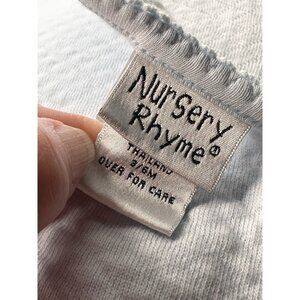 Nursery
Rhyme®
THAILAND
3/6M
OVER FOR CARE